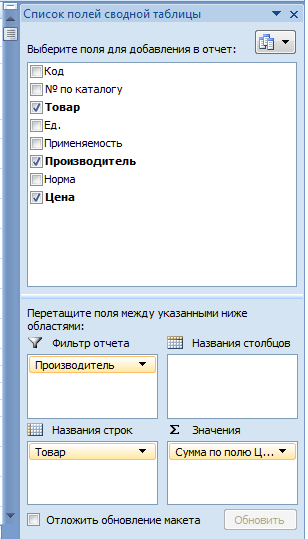 Список полей сводной таблицы
Выберите поля для добавления в отчет:
Код
№ по каталогу
Товар
Ед.
Применяемость
Производитель
Норма
Цена
Перетащите поля между указанными ниже
областями:
Фильтр отчета
Названия столбцов
Производитель
Названия строк
Σ Значения
Товар
Сумма по полю Ц...
Отложить обновление макета
Обновить